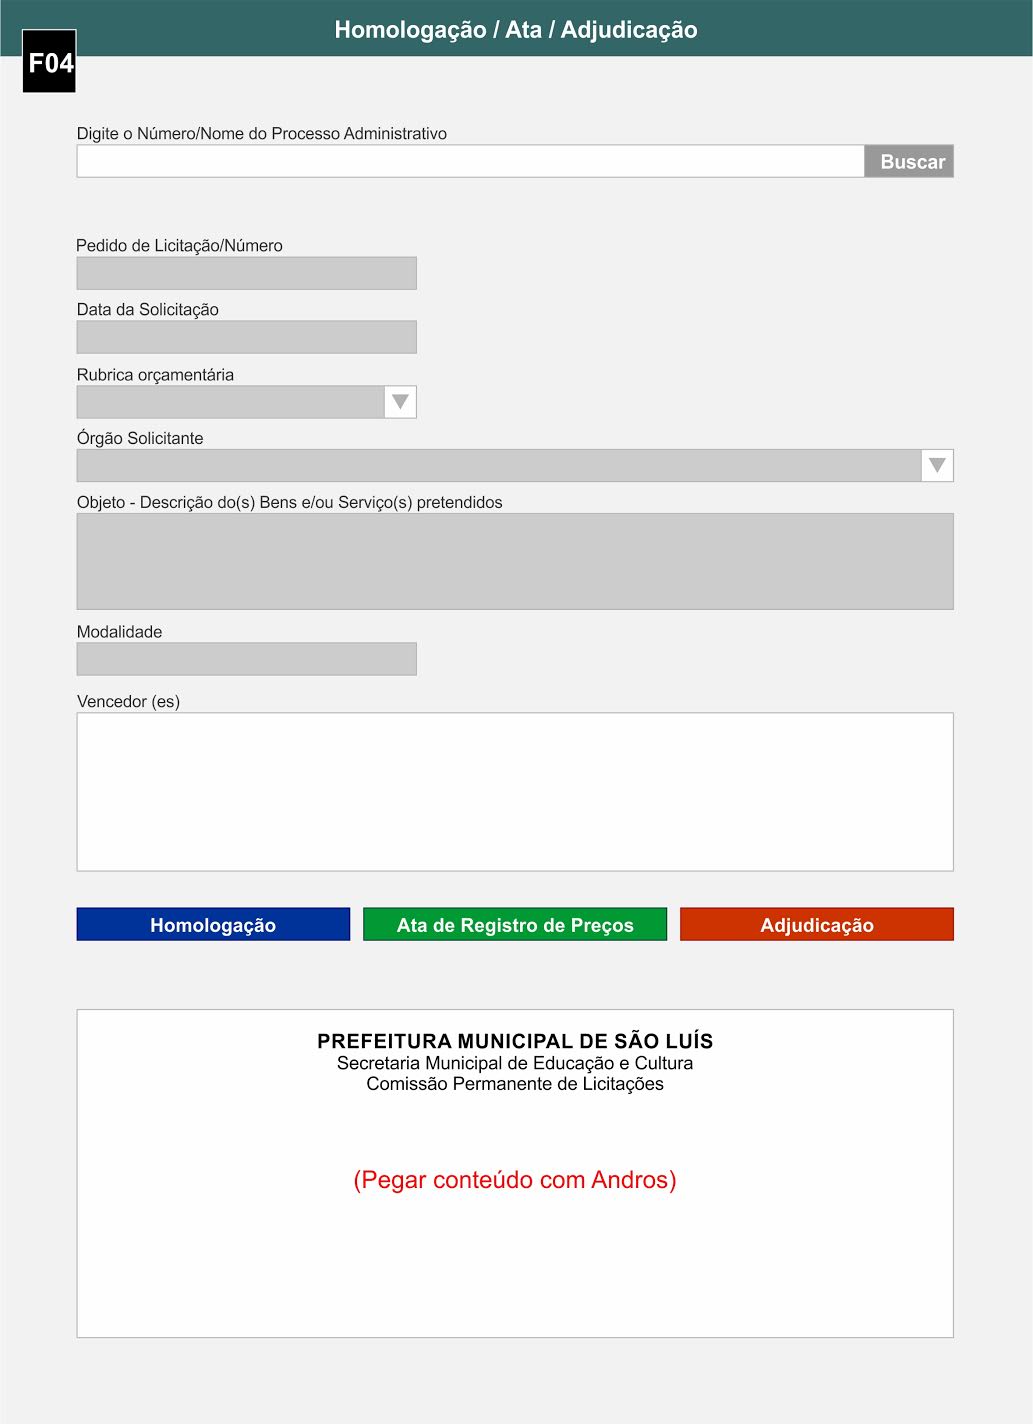 Homologação / Ata / Adjudicação
F04
Digite o Número/Nome do Processo Administrativo
Buscar
Pedido de Licitação/Número
Data da Solicitação
Rubrica orçamentária
Órgão Solicitante
Objeto - Descrição do(s) Bens e/ou Serviço(s) pretendidos
Modalidade
Vencedor (es)
Homologação
Ata de Registro de Preços
Adjudicação
PREFEITURA MUNICIPAL DE SÃO LUÍS
Secretaria Municipal de Educação e Cultura
Comissão Permanente de Licitações
(Pegar conteúdo com Andros)